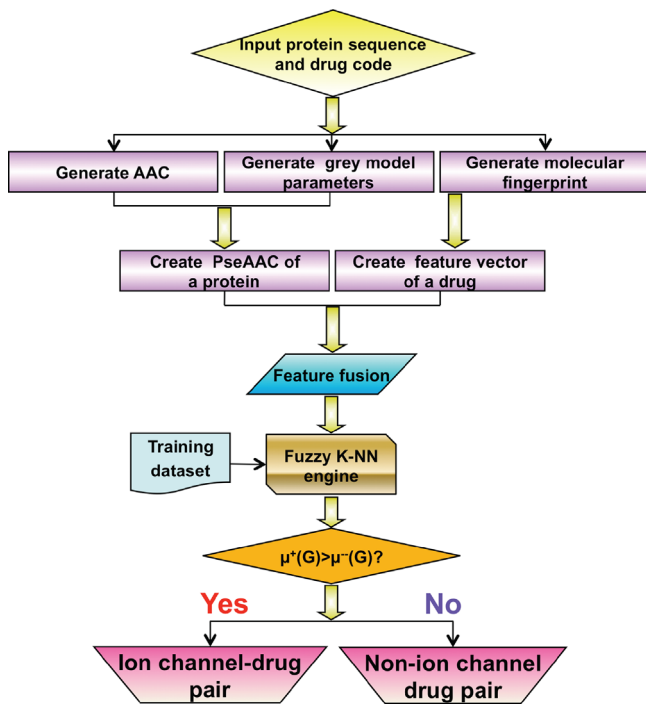 Input protein sequence
and drug code
Generate AAC
Generate grey model
parameters
Generate molecular
fingerprint
Create PseAAC of
a protein
Create feature vector
of a drug
Feature fusion
Training
dataset
Fuzzy K-NN
engine
μ⁺(G)>μ⁻(G)?
Yes
No
Ion channel-drug
pair
Non-ion channel
drug pair